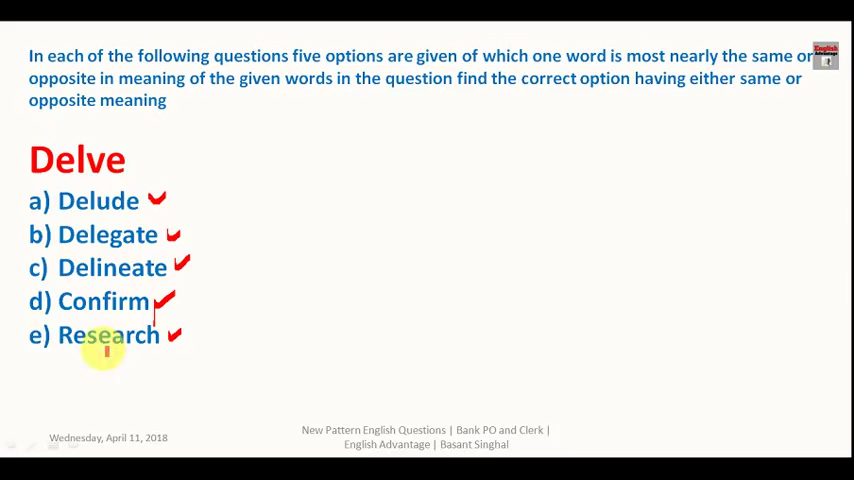 In each of the following questions five options are given of which one word is most nearly the same or
opposite in meaning of the given words in the question find the correct option having either same or
opposite meaning
English
Advantage
Delve
a) Delude
b) Delegate
c) Delineate
d) Confirm
e) Research
Wednesday, April 11, 2018
New Pattern English Questions | Bank PO and Clerk |
English Advantage | Basant Singhal